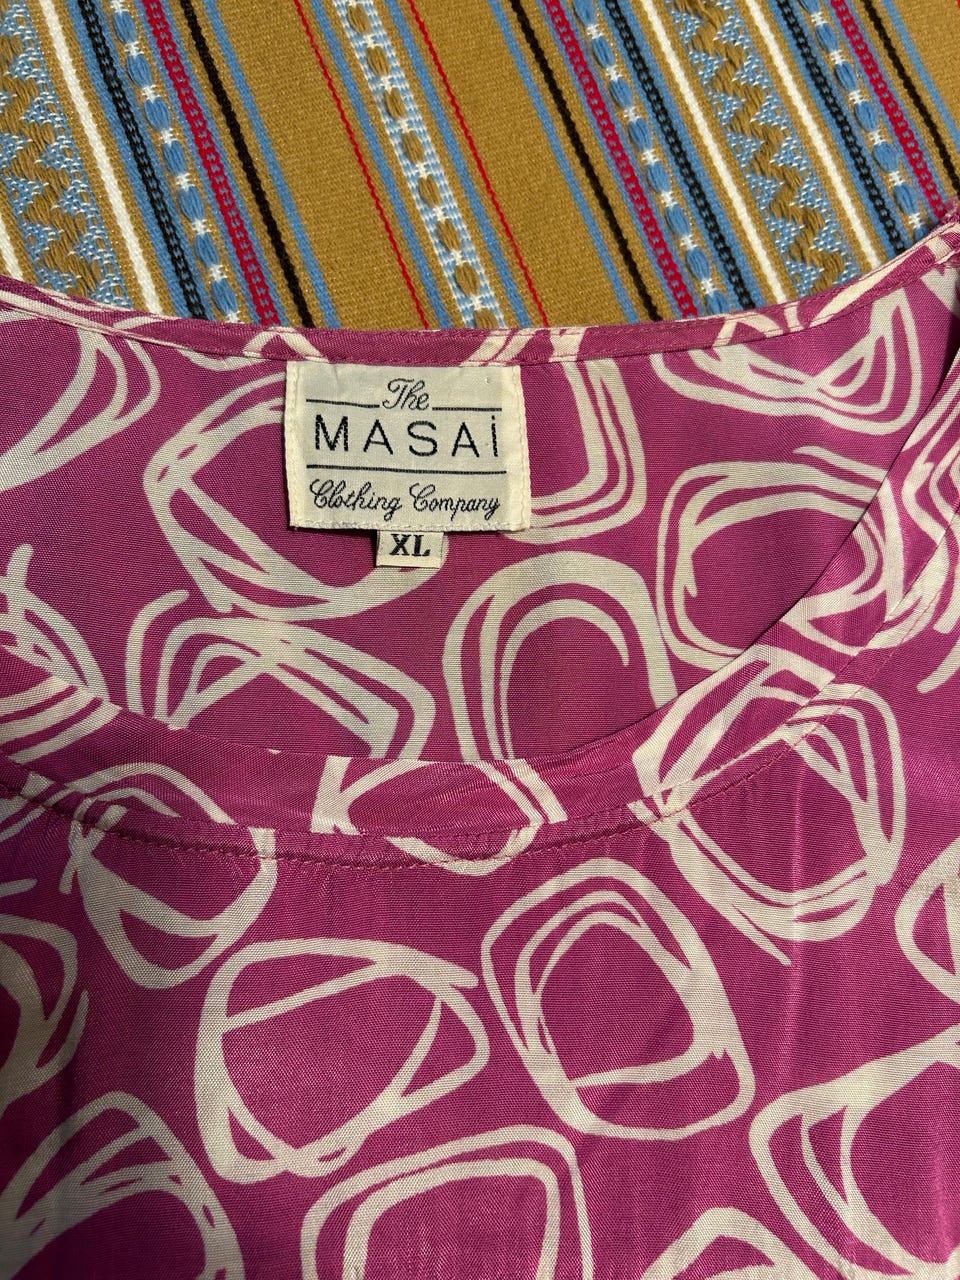 The
MASAi
Clothing Company
XL